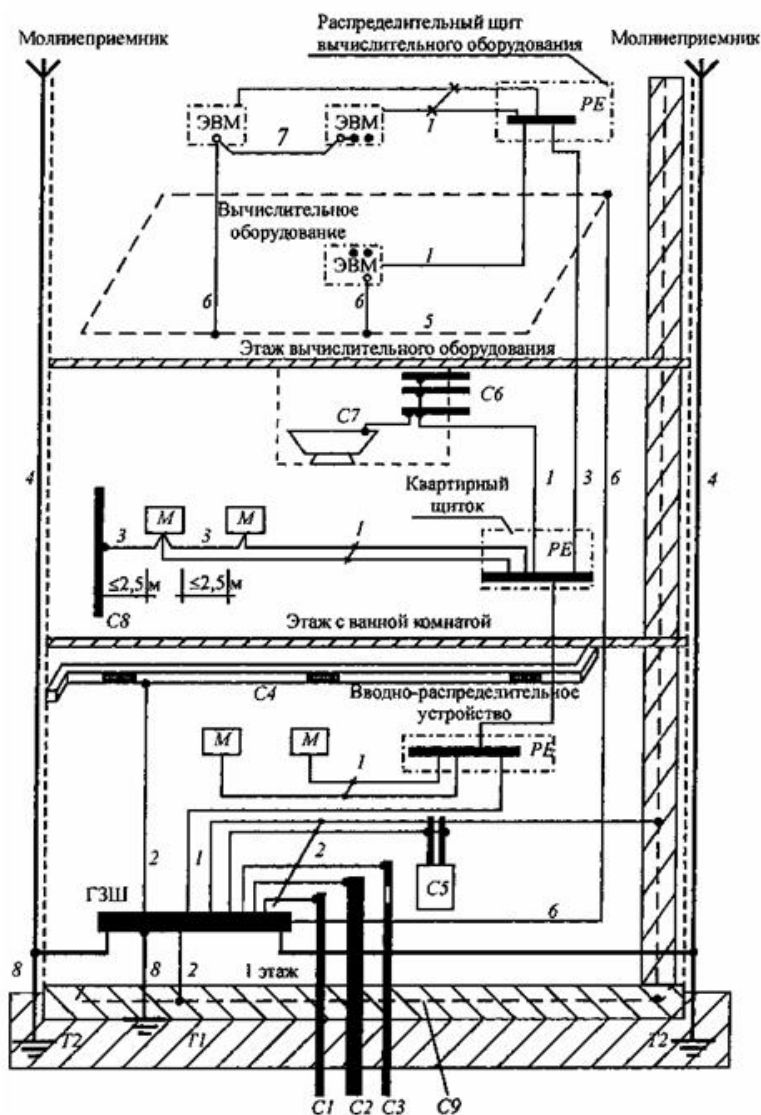 Распределительный щит
Молниеприемник
вычислительного оборудования
Молниеприемник
PE
ЭВМ
ЭВМ
7
1
Вычислительное
оборудование
ЭВМ
1
6
6
5
Этаж вычислительного оборудования
C6
C7
4
1
3
6
4
Квартирный
щиток
M
M
3
3
1
PE
≤2,5 м
≤2,5 м
C8
Этаж с ванной комнатой
C4
Вводно-распределительное
устройство
M
M
1
PE
2
1
2
C5
ГЗШ
6
8
8
2
1 этаж
T2
T1
T2
C1
C2
C3
C9